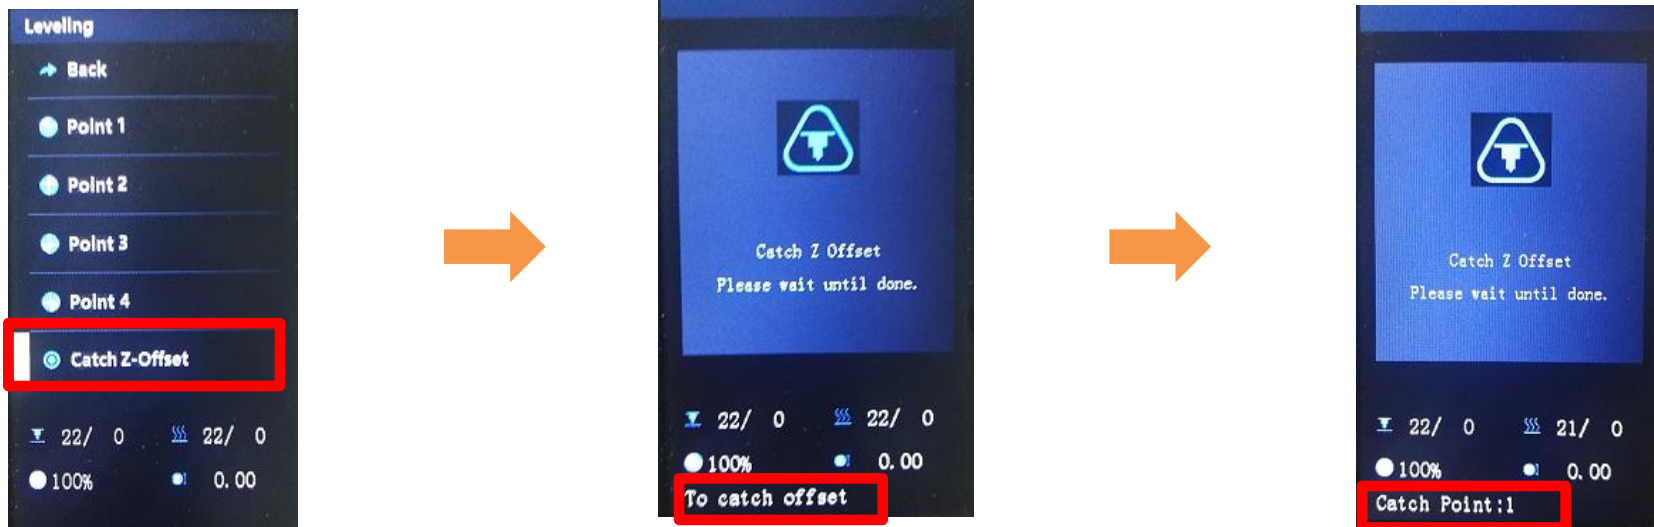 Leveling
Back
Point 1
Point 2
Point 3
Point 4
Catch Z-Offset
22/ 0 22/ 0
100% 0.00
Catch Z Offset
Please wait until done.
22/ 0 22/ 0
100% 0.00
To catch offset
Catch Z Offset
Please wait until done.
22/ 0 21/ 0
100% 0.00
Catch Point:1